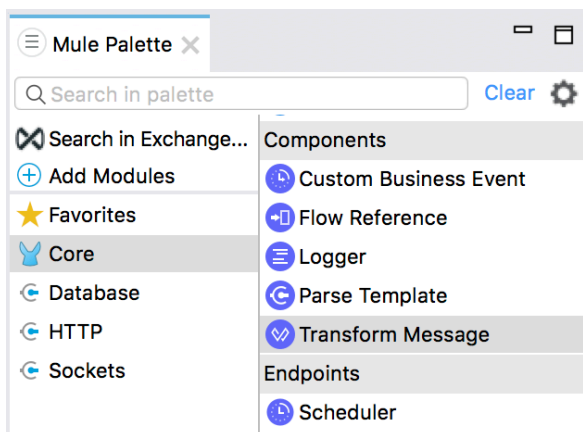 Mule Palette
Search in palette
Clear
Search in Exchange...
Add Modules
Favorites
Core
Database
HTTP
Sockets
Components
Custom Business Event
Flow Reference
Logger
Parse Template
Transform Message
Endpoints
Scheduler